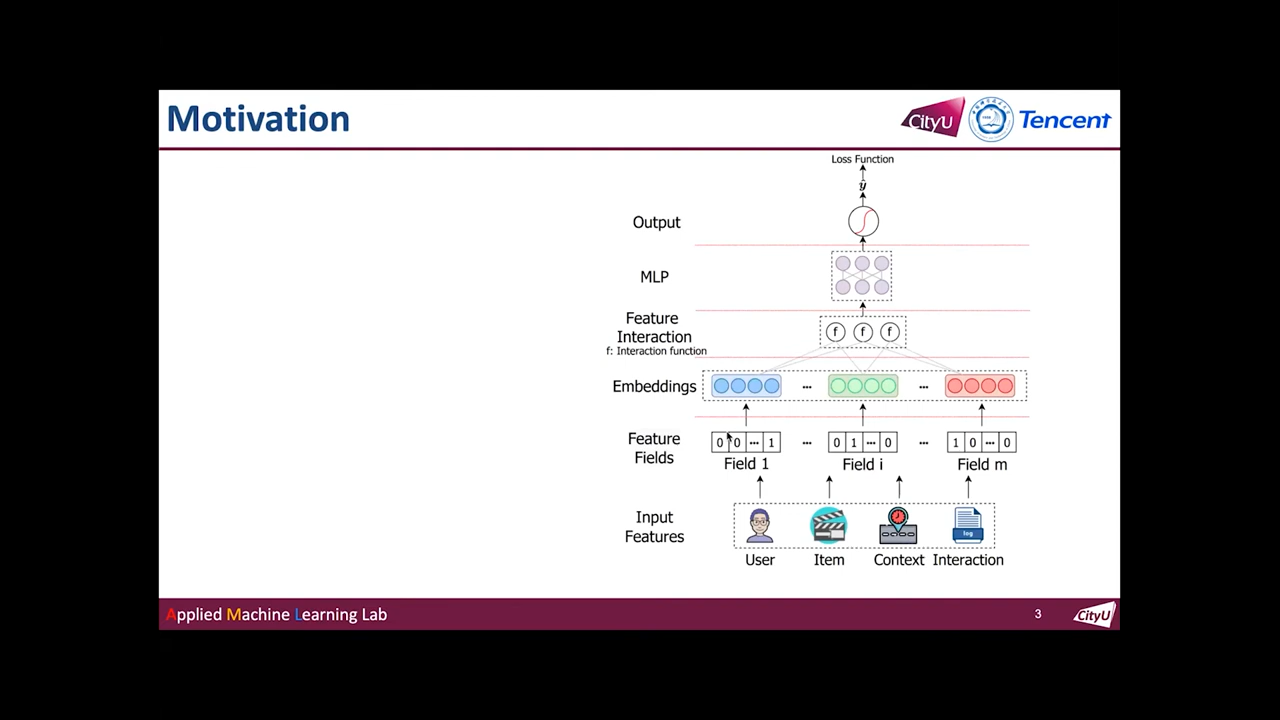 Motivation
CityU
Tencent
Loss Function
ŷ
Output
MLP
Feature
Interaction
f: Interaction function
f f f
Embeddings
... ...
Feature
Fields
0 0 ... 1 ... 0 1 ... 0 ... 1 0 ... 0
Field 1 Field i Field m
Input
Features
log
User Item Context Interaction
Applied Machine Learning Lab
3
CityU